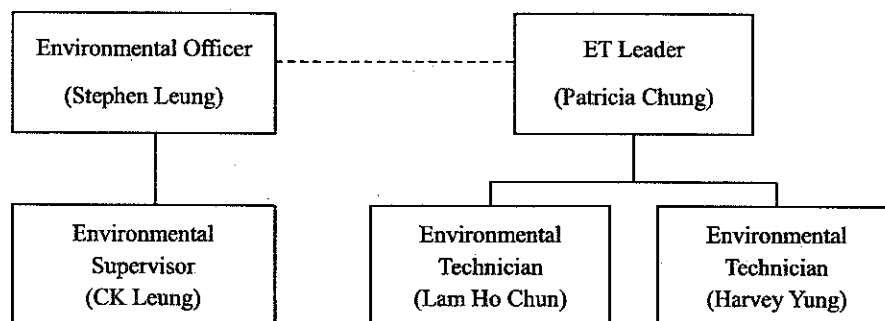 Environmental Officer
(Stephen Leung)
ET Leader
(Patricia Chung)
Environmental
Supervisor
(CK Leung)
Environmental
Technician
(Lam Ho Chun)
Environmental
Technician
(Harvey Yung)